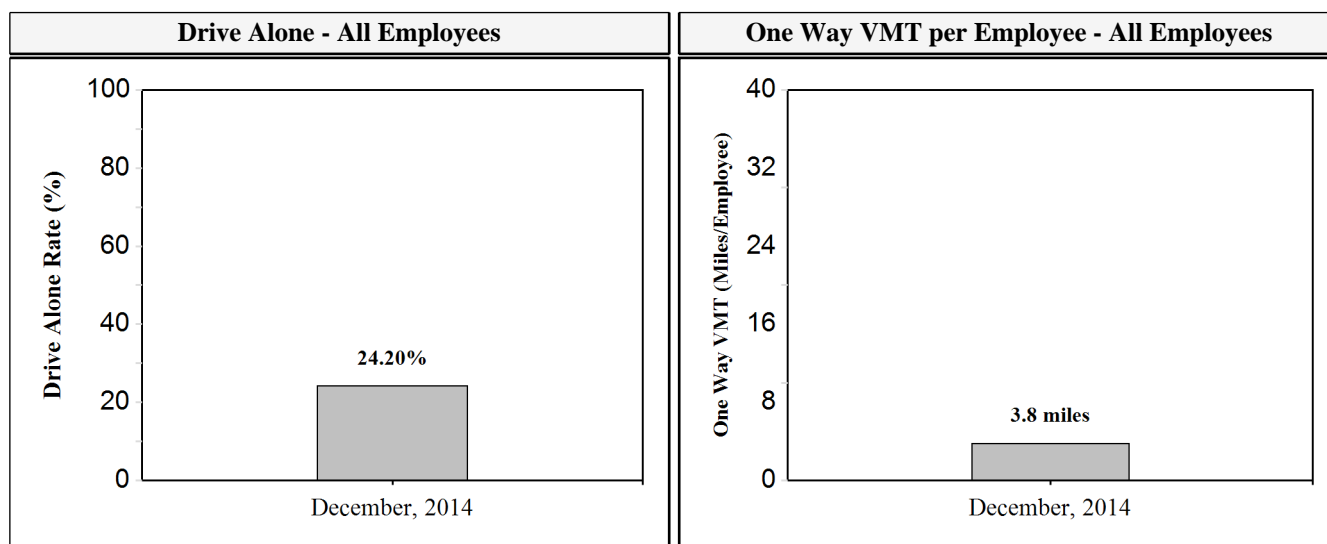 Drive Alone - All Employees
Drive Alone Rate (%)
100
80
60
40
20
0
24.20%
December, 2014
One Way VMT per Employee - All Employees
One Way VMT (Miles/Employee)
40
32
24
16
8
0
3.8 miles
December, 2014